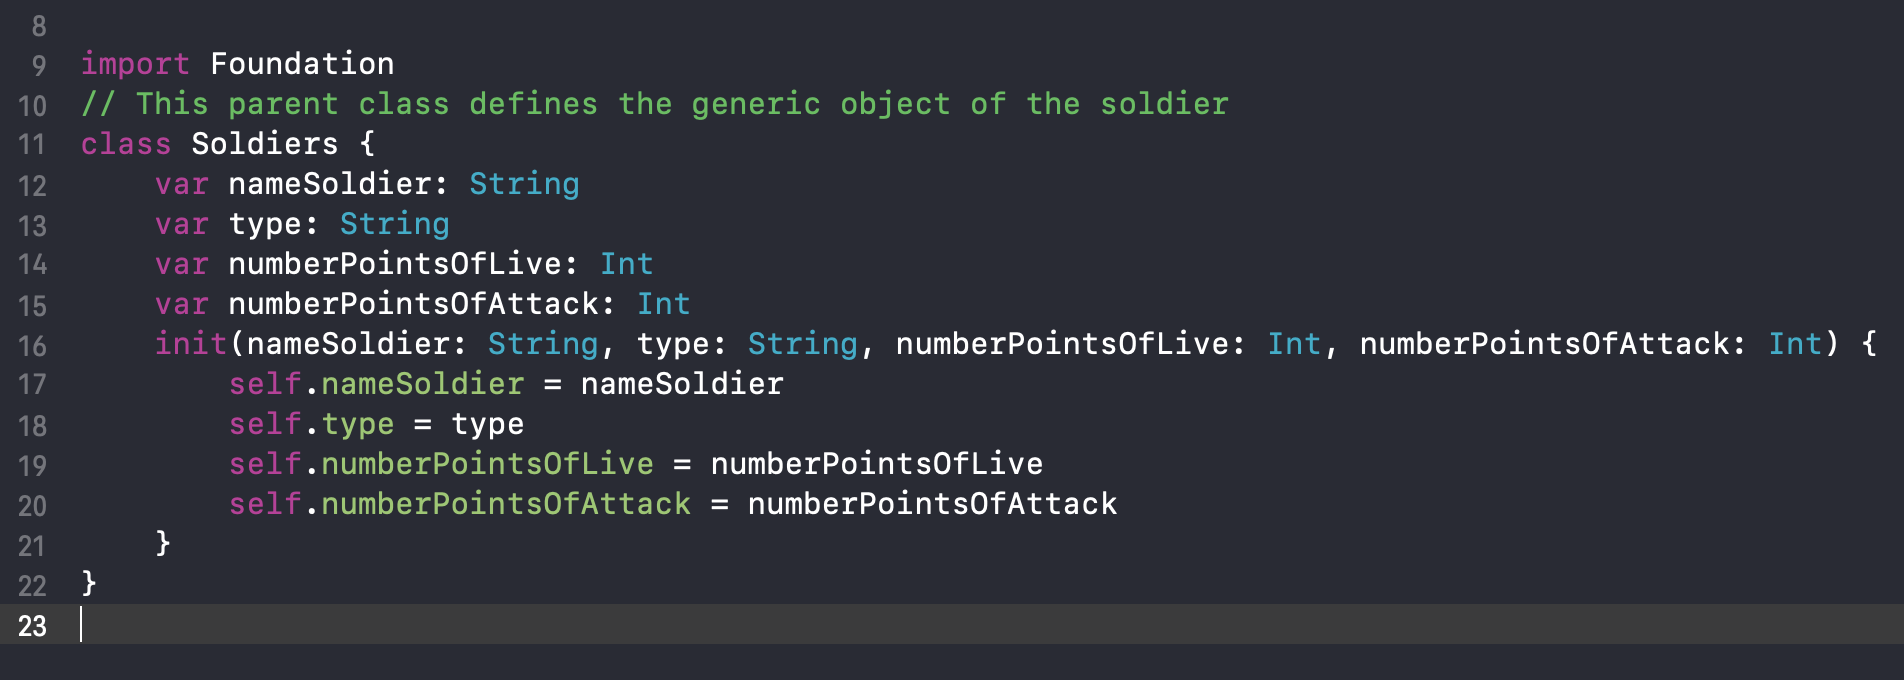 8
9 import Foundation
10 // This parent class defines the generic object of the soldier
11 class Soldiers {
12     var nameSoldier: String
13     var type: String
14     var numberPointsOfLive: Int
15     var numberPointsOfAttack: Int
16     init(nameSoldier: String, type: String, numberPointsOfLive: Int, numberPointsOfAttack: Int) {
17         self.nameSoldier = nameSoldier
18         self.type = type
19         self.numberPointsOfLive = numberPointsOfLive
20         self.numberPointsOfAttack = numberPointsOfAttack
21     }
22 }
23